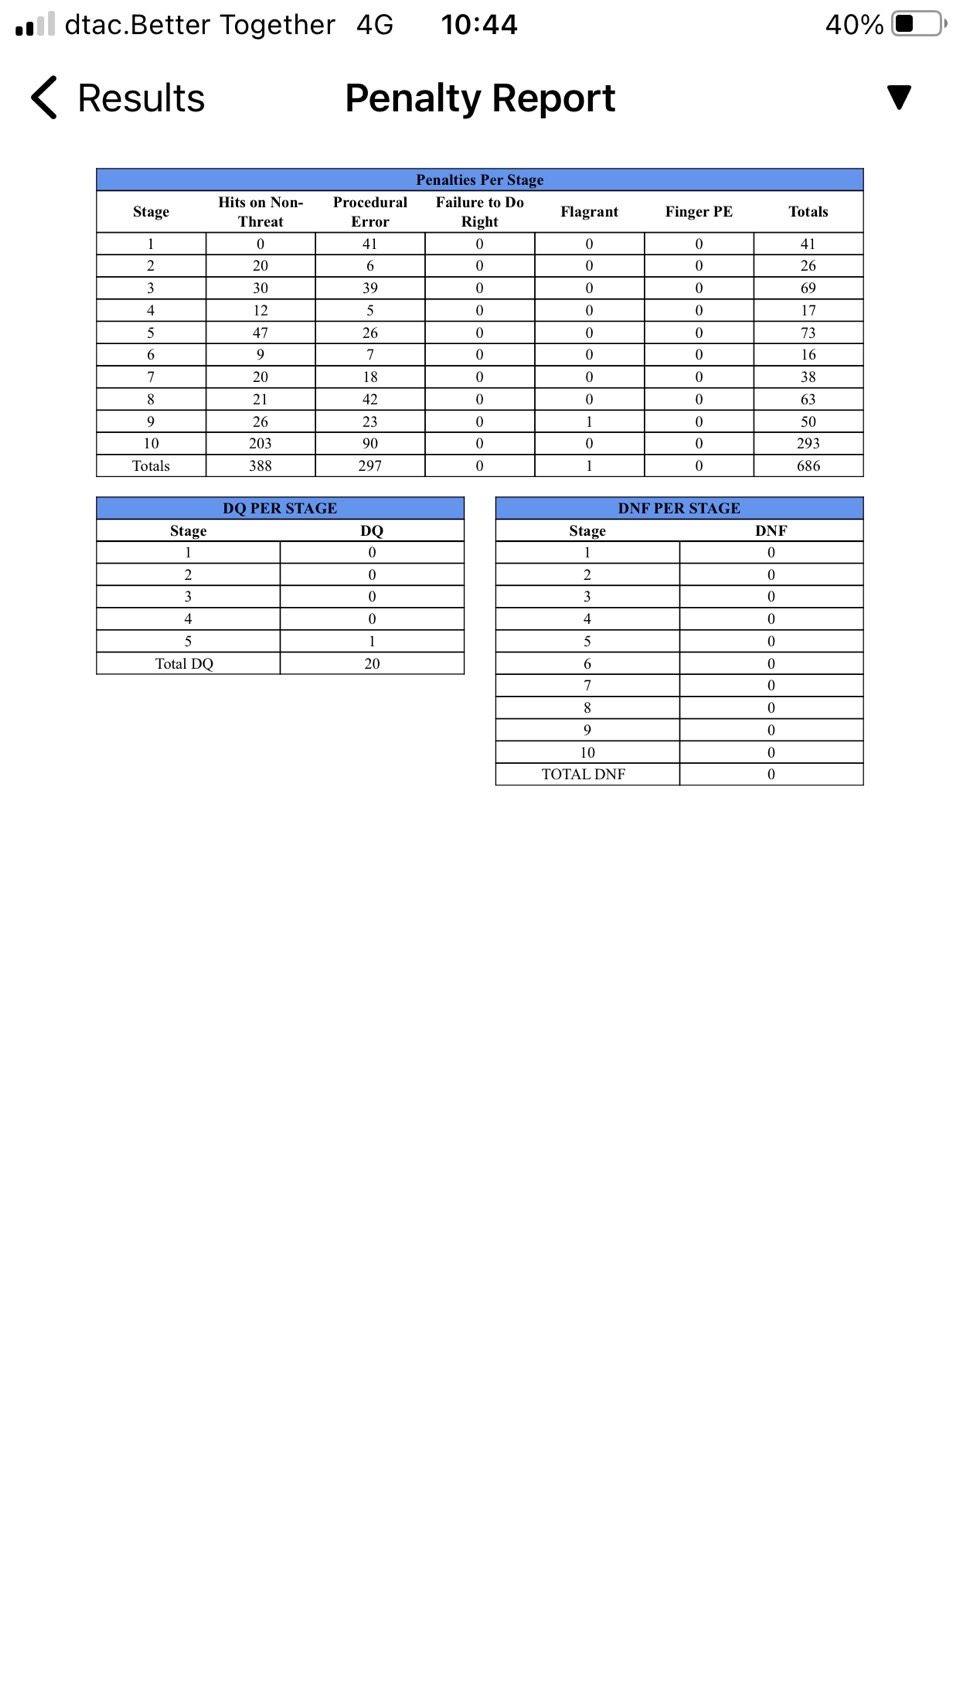 dtac.Better Together 4G 10:44 40%
Results Penalty Report
Penalties Per Stage
Stage Hits on Non-Threat Procedural Error Failure to Do Right Flagrant Finger PE Totals
1 0 41 0 0 0 41
2 20 6 0 0 0 26
3 30 39 0 0 0 69
4 12 5 0 0 0 17
5 47 26 0 0 0 73
6 9 7 0 0 0 16
7 20 18 0 0 0 38
8 21 42 0 0 0 63
9 26 23 0 1 0 50
10 203 90 0 0 0 293
Totals 388 297 0 1 0 686
DQ PER STAGE
Stage DQ
1 0
2 0
3 0
4 0
5 1
Total DQ 20
DNF PER STAGE
Stage DNF
1 0
2 0
3 0
4 0
5 0
6 0
7 0
8 0
9 0
10 0
TOTAL DNF 0